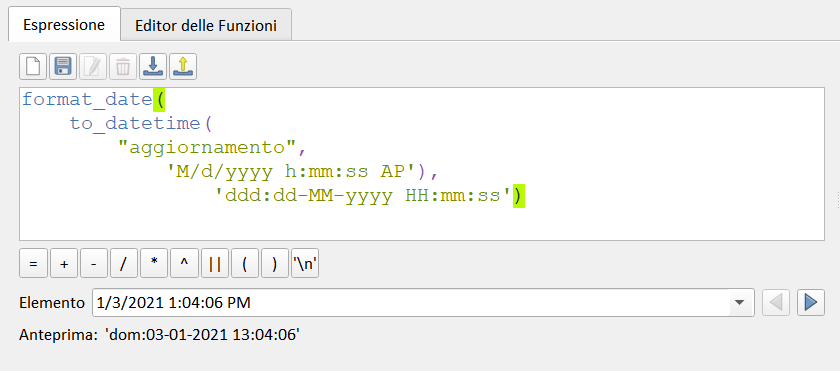 Espressione
Editor delle Funzioni
format_date(
to_datetime(
"aggiornamento",
'M/d/yyyy h:mm:ss AP'),
'ddd:dd-MM-yyyy HH:mm:ss')
= + - / * ^ || ( ) '\n'
Elemento 1/3/2021 1:04:06 PM
Anteprima: 'dom:03-01-2021 13:04:06'